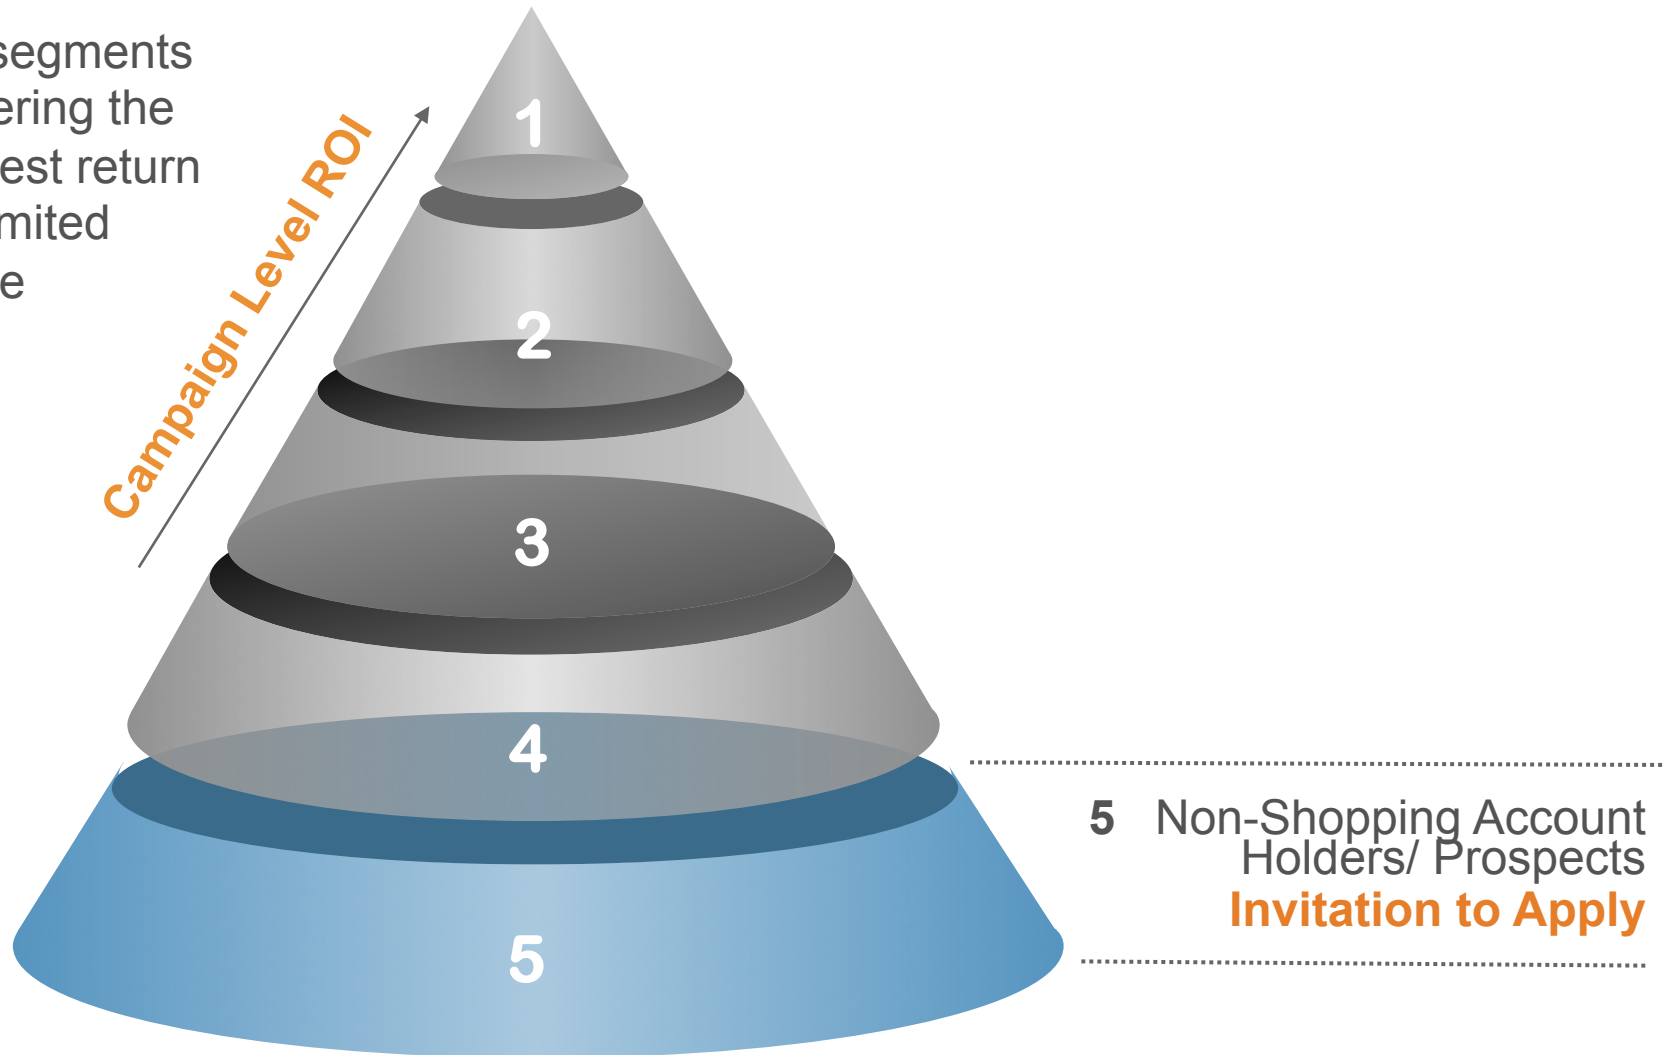 segments
ering the
est return
mited
e
Campaign Level ROI
1
2
3
4
5
5 Non-Shopping Account
Holders/ Prospects
Invitation to Apply